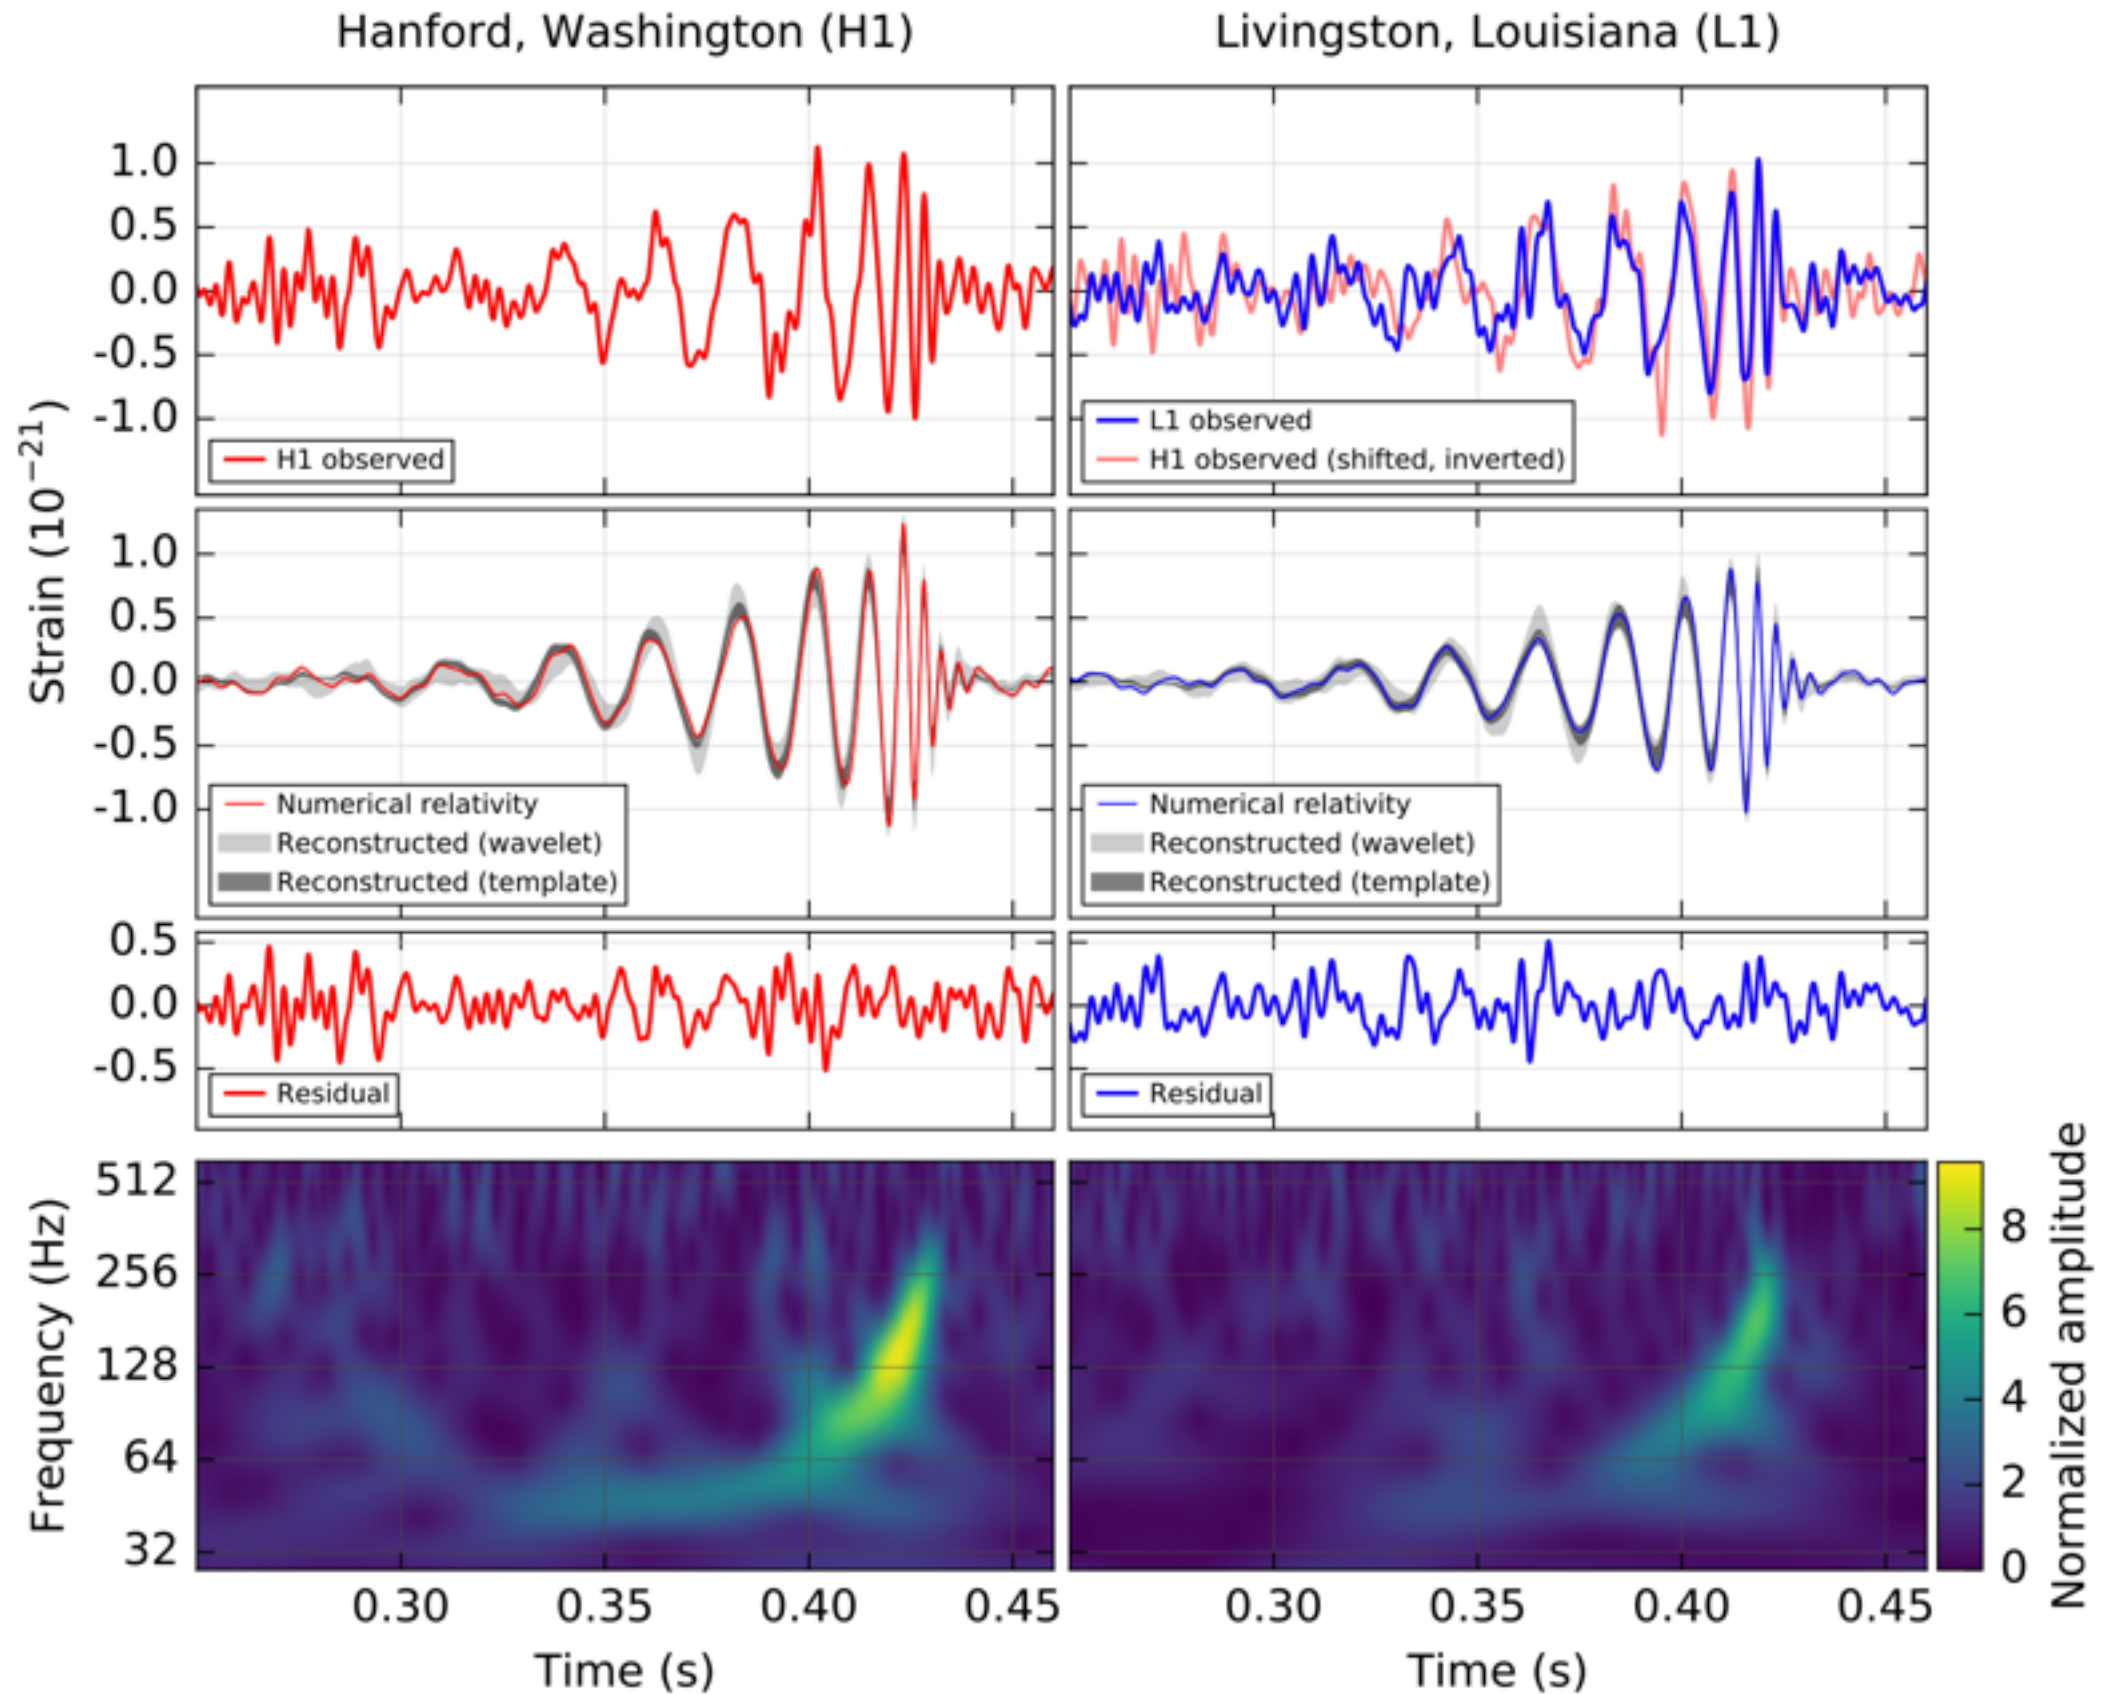 Hanford, Washington (H1)
Livingston, Louisiana (L1)
Strain (10⁻²¹)
1.0
0.5
0.0
-0.5
-1.0
H1 observed
L1 observed
H1 observed (shifted, inverted)
1.0
0.5
0.0
-0.5
-1.0
Numerical relativity
Reconstructed (wavelet)
Reconstructed (template)
Numerical relativity
Reconstructed (wavelet)
Reconstructed (template)
0.5
0.0
-0.5
Residual
Residual
Frequency (Hz)
512
256
128
64
32
0.30 0.35 0.40 0.45
Time (s)
0.30 0.35 0.40 0.45
Time (s)
8
6
4
2
0
Normalized amplitude